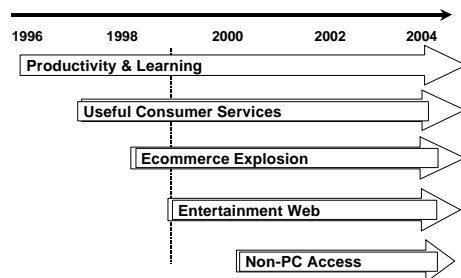 1996 1998 2000 2002 2004
Productivity & Learning
Useful Consumer Services
Ecommerce Explosion
Entertainment Web
Non-PC Access